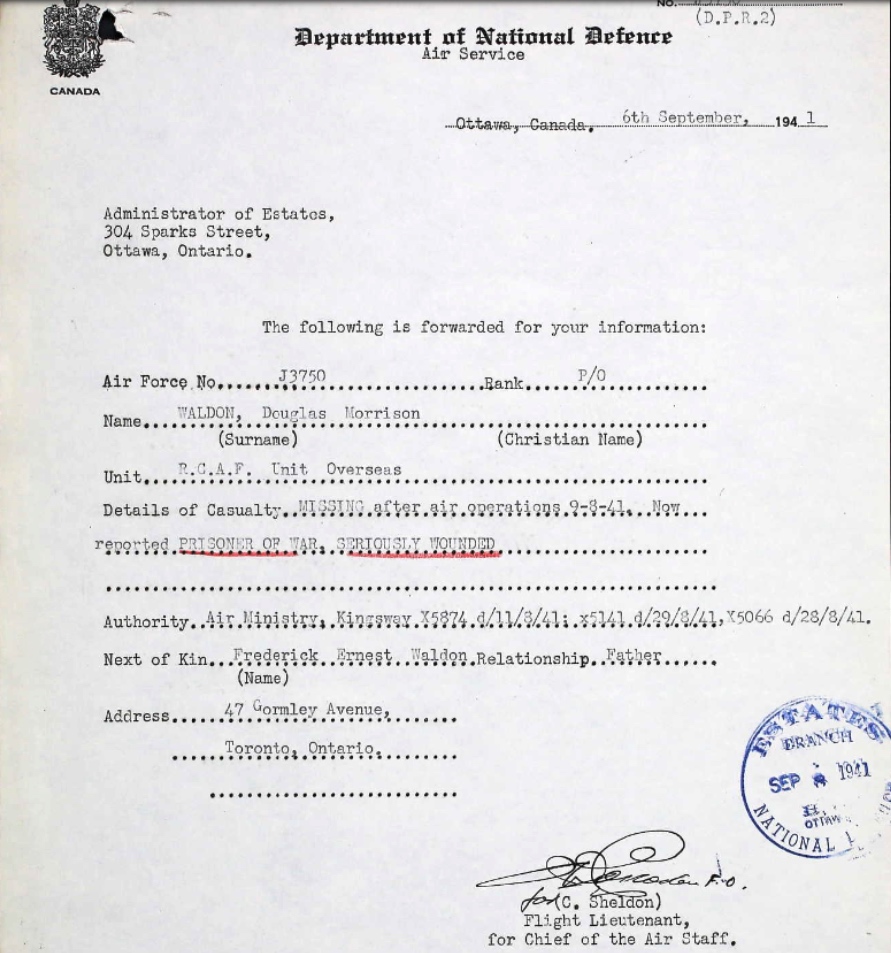 No.
(D.P.R.2)
CANADA
Department of National Defence
Air Service
Ottawa, Canada, 6th September, 1941
Administrator of Estates,
304 Sparks Street,
Ottawa, Ontario.
The following is forwarded for your information:
Air Force No. J3750 Rank P/O
Name WALDON, Douglas Morrison
(Surname) (Christian Name)
Unit R.C.A.F. Unit Overseas
Details of Casualty MISSING after air operations 9-8-41. Now
reported PRISONER OF WAR, SERIOUSLY WOUNDED
Authority Air Ministry, Kingsway X5874 d/11/8/41; x5141 d/29/8/41, X5066 d/28/8/41.
Next of Kin Frederick Ernest Waldon Relationship Father
(Name)
Address 47 Gormley Avenue,
Toronto, Ontario.
ESTATES
BRANCH
SEP 1941
OTTAWA
NATIONAL
F.O.
for (C. Sheldon)
Flight Lieutenant,
for Chief of the Air Staff.